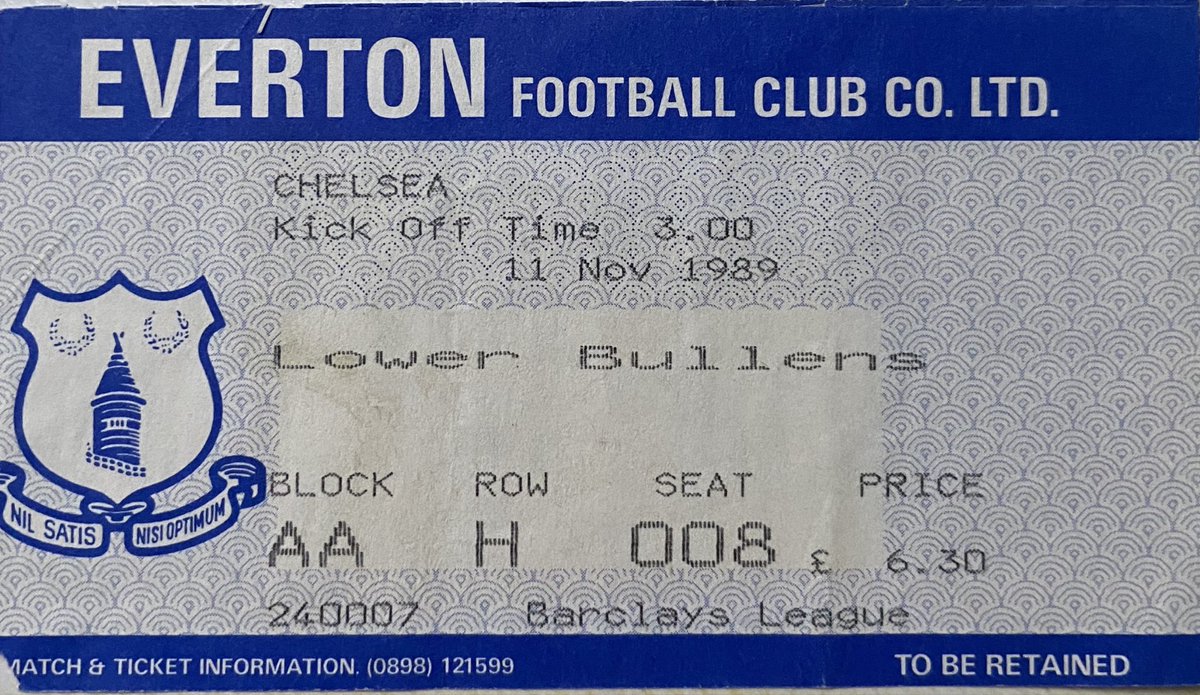 EVERTON FOOTBALL CLUB CO. LTD.
CHELSEA
Kick Off Time 3.00
11 Nov 1989
Lower Bullens
BLOCK ROW SEAT PRICE
AA H 008 £ 6.30
240007 Barclays League
NIL SATIS NISI OPTIMUM
MATCH & TICKET INFORMATION. (0898) 121599 TO BE RETAINED